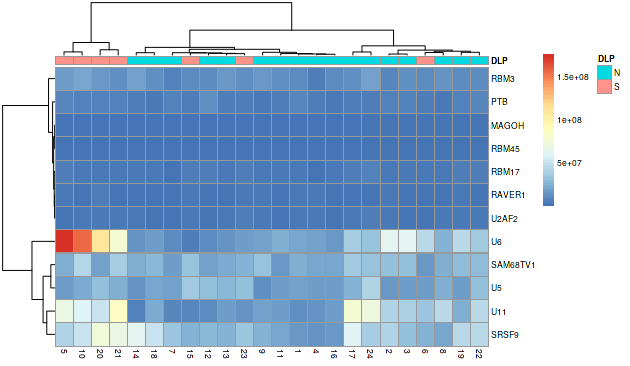 DLP
DLP
N
S
RBM3
PTB
MAGOH
RBM45
RBM17
RAVER1
U2AF2
U6
SAM68TV1
U5
U11
SRSF9
1.5e+08
1e+08
5e+07
5 10 20 21 14 18 7 15 12 13 23 9 11 1 4 16 17 24 2 3 6 8 19 22